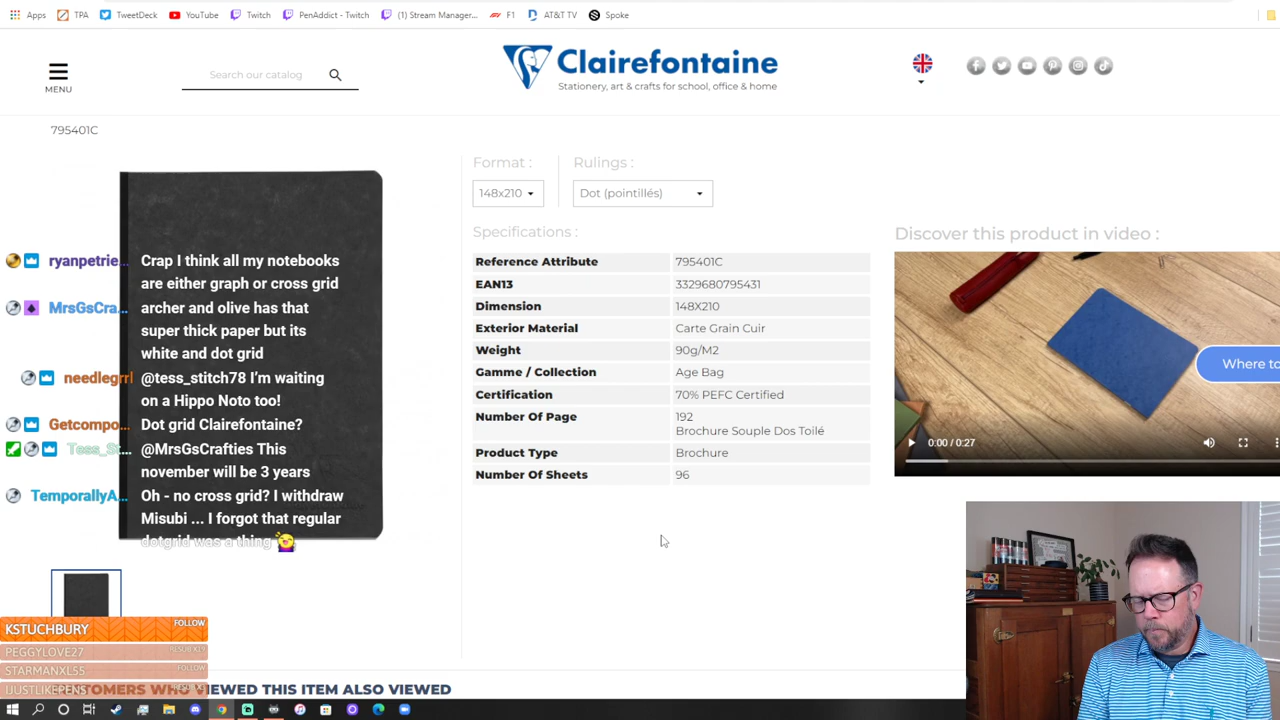 Apps
TPA
TweetDeck
YouTube
Twitch
PenAddict - Twitch
(1) Stream Manager...
F1
AT&T TV
Spoke
MENU
Search our catalog
Clairefontaine
Stationery, art & crafts for school, office & home
795401C
Format :
Rulings :
148x210
Dot (pointillés)
Specifications :
Reference Attribute 795401C
EAN13 3329680795431
Dimension 148X210
Exterior Material Carte Grain Cuir
Weight 90g/M2
Gamme / Collection Age Bag
Certification 70% PEFC Certified
Number Of Page 192
Brochure Souple Dos Toilé
Product Type Brochure
Number Of Sheets 96
Discover this product in video :
Where to
0:00 / 0:27
ryanpetrie... Crap I think all my notebooks
are either graph or cross grid
MrsGsCra... archer and olive has that
super thick paper but its
white and dot grid
needlegrrl @tess_stitch78 I'm waiting
on a Hippo Noto too!
Getcompo... Dot grid Clairefontaine?
Tess_St... @MrsGsCrafties This
november will be 3 years
TemporallyA... Oh - no cross grid? I withdraw
Misubi ... I forgot that regular
dotgrid was a thing
KSTUCHBURY FOLLOW
PEGGYLOVE27
STARMANXL55 FOLLOW
IJUSTLIKEPENS
CUSTOMERS WHO VIEWED THIS ITEM ALSO VIEWED